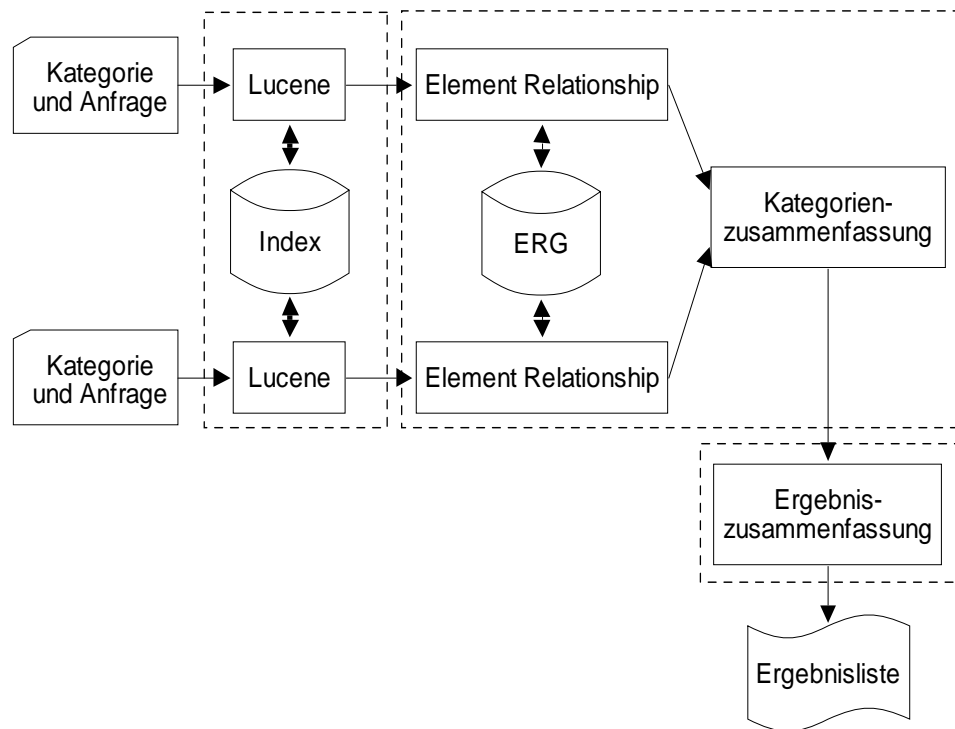 Kategorie
und Anfrage
Lucene
Element Relationship
Index
ERG
Kategorien-
zusammenfassung
Kategorie
und Anfrage
Lucene
Element Relationship
Ergebnis-
zusammenfassung
Ergebnisliste